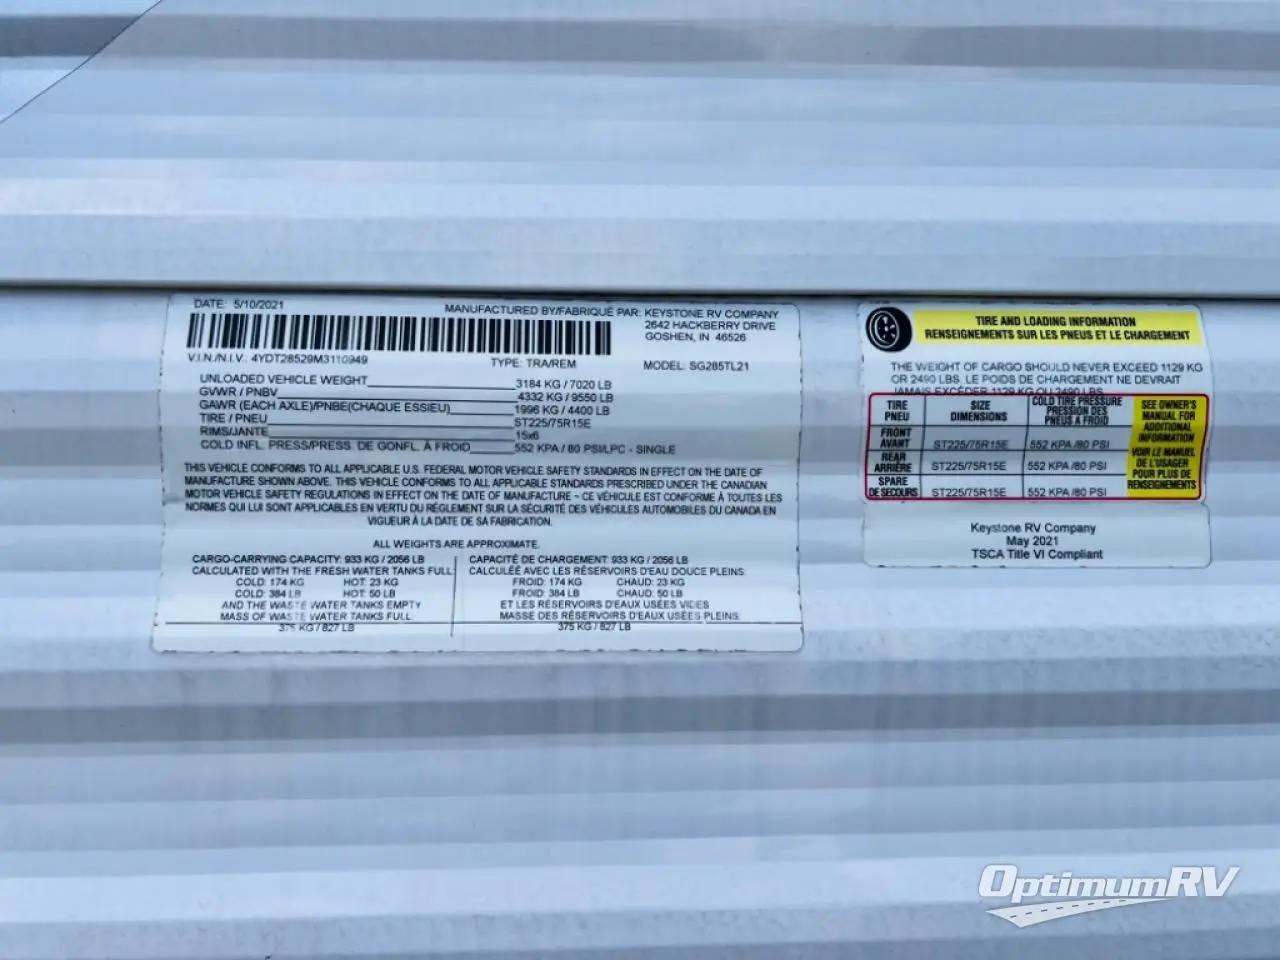 DATE: 5/10/2021
MANUFACTURED BY/FABRIQUÉ PAR: KEYSTONE RV COMPANY
2642 HACKBERRY DRIVE
GOSHEN, IN 46526
V.I.N./N.I.V.: 4YDT28529M3110949
TYPE: TRA/REM
MODEL: SG285TL21
UNLOADED VEHICLE WEIGHT 3184 KG / 7020 LB
GVWR / PNBV 4332 KG / 9550 LB
GAWR (EACH AXLE)/PNBE(CHAQUE ESSIEU) 1996 KG / 4400 LB
TIRE / PNEU ST225/75R15E
RIMS/JANTE 15x6
COLD INFL. PRESS/PRESS. DE GONFL. À FROID 552 KPA / 80 PSI/LPC - SINGLE
THIS VEHICLE CONFORMS TO ALL APPLICABLE U.S. FEDERAL MOTOR VEHICLE SAFETY STANDARDS IN EFFECT ON THE DATE OF
MANUFACTURE SHOWN ABOVE. THIS VEHICLE CONFORMS TO ALL APPLICABLE STANDARDS PRESCRIBED UNDER THE CANADIAN
MOTOR VEHICLE SAFETY REGULATIONS IN EFFECT ON THE DATE OF MANUFACTURE ~ CE VÉHICULE EST CONFORME À TOUTES LES
NORMES QUI LUI SONT APPLICABLES EN VERTU DU RÈGLEMENT SUR LA SÉCURITÉ DES VÉHICULES AUTOMOBILES DU CANADA EN
VIGUEUR À LA DATE DE SA FABRICATION.
ALL WEIGHTS ARE APPROXIMATE.
CARGO-CARRYING CAPACITY: 933 KG / 2056 LB
CALCULATED WITH THE FRESH WATER TANKS FULL
COLD: 174 KG HOT: 23 KG
COLD: 384 LB HOT: 50 LB
AND THE WASTE WATER TANKS EMPTY
MASS OF WASTE WATER TANKS FULL:
375 KG / 827 LB
CAPACITÉ DE CHARGEMENT: 933 KG / 2056 LB
CALCULÉE AVEC LES RÉSERVOIRS D'EAU DOUCE PLEINS:
FROID: 174 KG CHAUD: 23 KG
FROID: 384 LB CHAUD: 50 LB
ET LES RÉSERVOIRS D'EAUX USÉES VIDES
MASSE DES RÉSERVOIRS D'EAUX USÉES PLEINS:
375 KG / 827 LB
TIRE AND LOADING INFORMATION
RENSEIGNEMENTS SUR LES PNEUS ET LE CHARGEMENT
THE WEIGHT OF CARGO SHOULD NEVER EXCEED 1129 KG
OR 2490 LBS. LE POIDS DE CHARGEMENT NE DEVRAIT
JAMAIS EXCÉDER 1129 KG OU 2490 LBS.
TIRE
PNEU
SIZE
DIMENSIONS
COLD TIRE PRESSURE
PRESSION DES
PNEUS A FROID
FRONT
AVANT
ST225/75R15E
552 KPA /80 PSI
REAR
ARRIÈRE
ST225/75R15E
552 KPA /80 PSI
SPARE
DE SECOURS
ST225/75R15E
552 KPA /80 PSI
SEE OWNER'S
MANUAL FOR
ADDITIONAL
INFORMATION
VOIR LE MANUEL
DE L'USAGER
POUR PLUS DE
RENSEIGNEMENTS
Keystone RV Company
May 2021
TSCA Title VI Compliant
OptimumRV